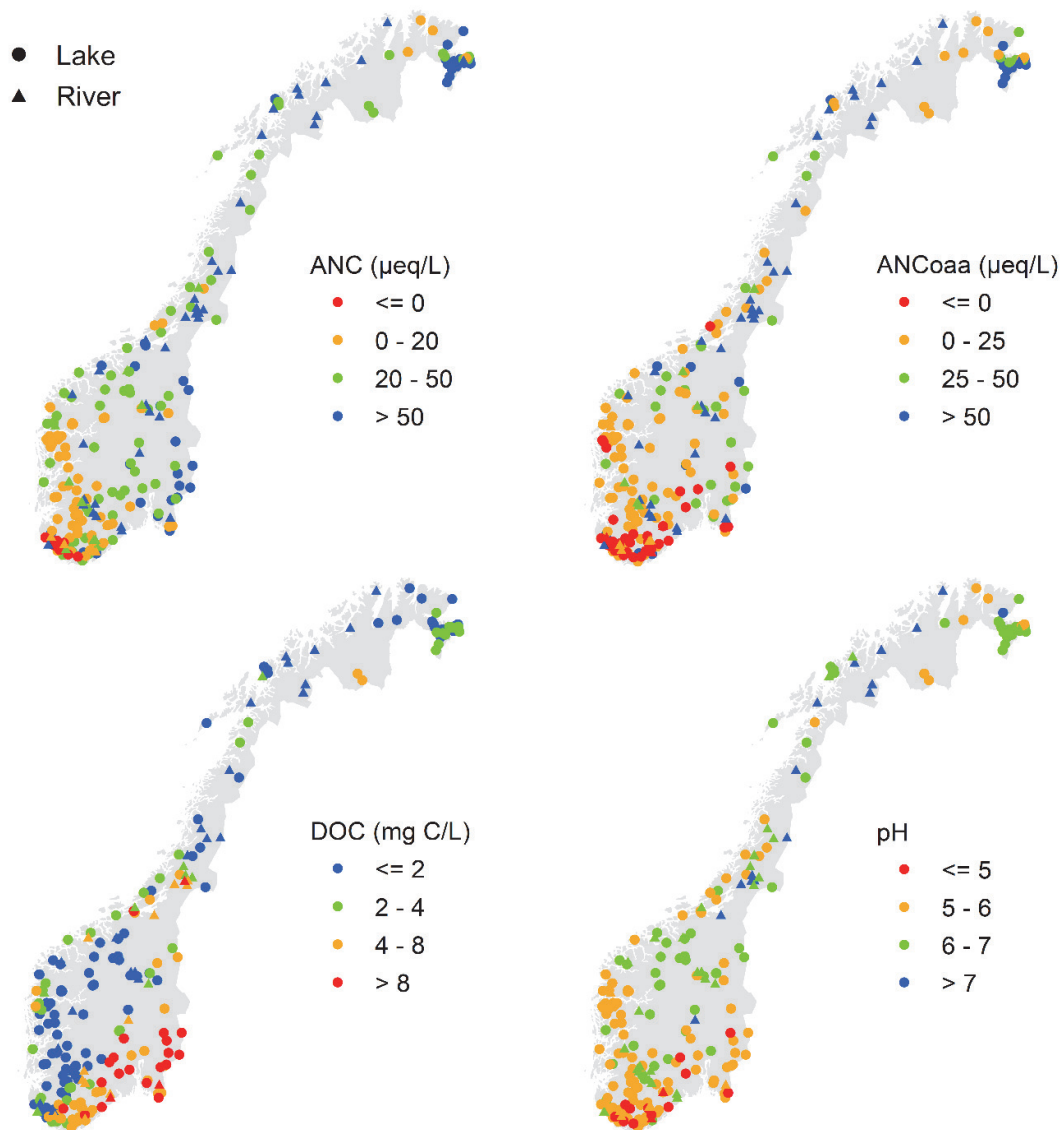 Lake
River
ANC (µeq/L)
<= 0
0 - 20
20 - 50
> 50
ANCoaa (µeq/L)
<= 0
0 - 25
25 - 50
> 50
DOC (mg C/L)
<= 2
2 - 4
4 - 8
> 8
pH
<= 5
5 - 6
6 - 7
> 7